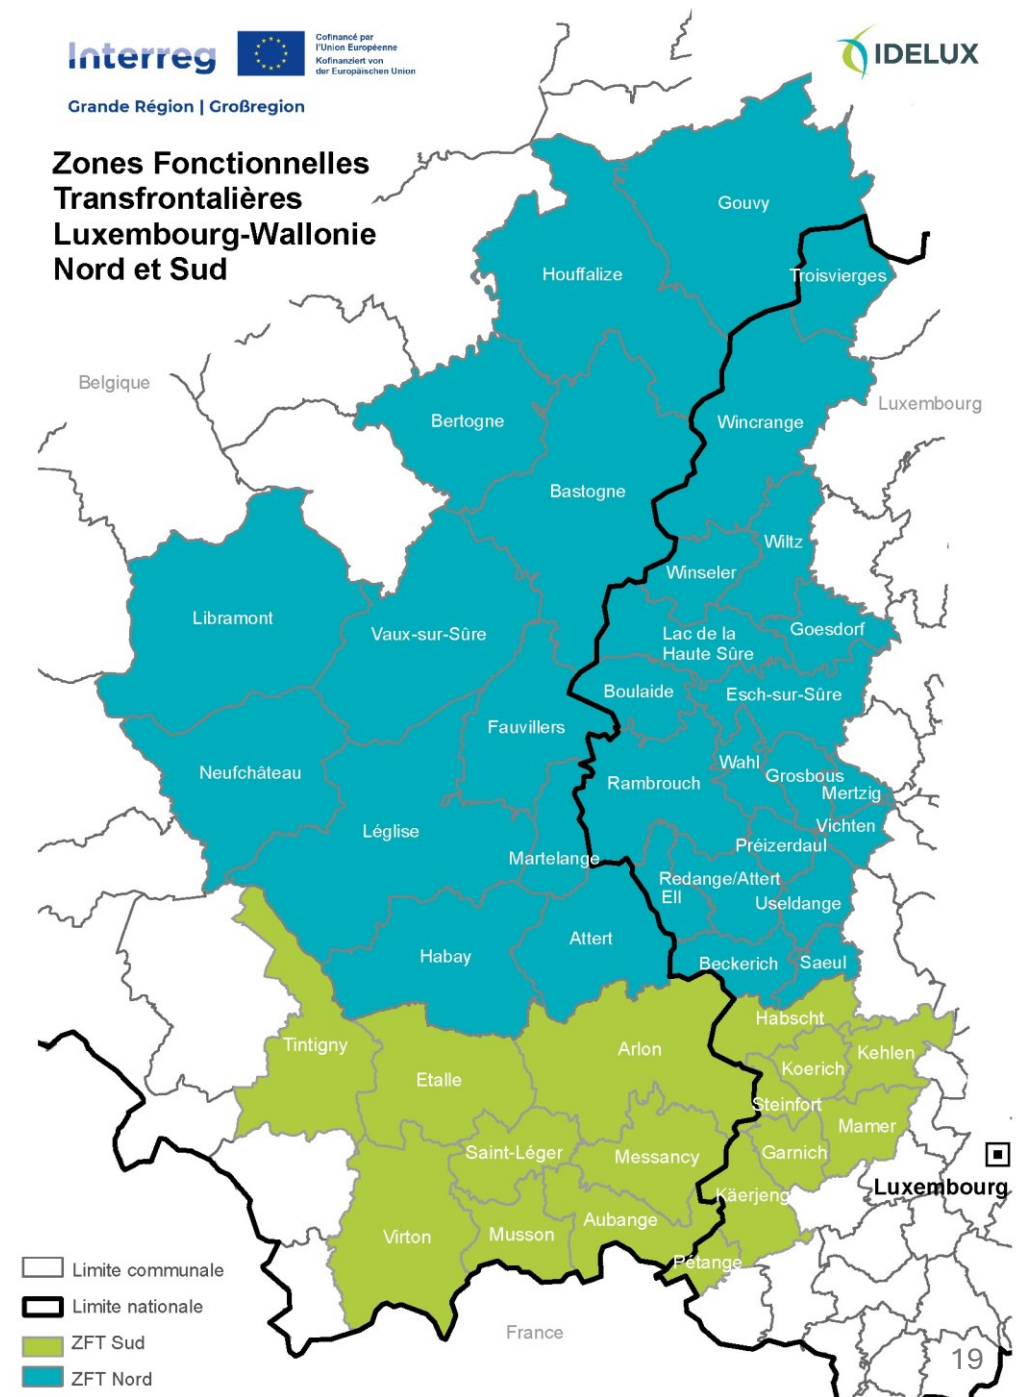 Interreg
Cofinancé par
l'Union Européenne
Kofinanziert von
der Europäischen Union
IDELUX
Grande Région | Großregion
Zones Fonctionnelles
Transfrontalières
Luxembourg-Wallonie
Nord et Sud
Gouvy
Houffalize
Troisvierges
Belgique
Luxembourg
Bertogne
Wincrange
Bastogne
Wiltz
Winseler
Libramont
Vaux-sur-Sûre
Goesdorf
Lac de la
Haute Sûre
Boulaide
Esch-sur-Sûre
Fauvillers
Neufchâteau
Wahl
Grosbous
Rambrouch
Mertzig
Léglise
Vichten
Préizerdaul
Martelange
Redange/Attert
Ell
Useldange
Attert
Habay
Beckerich
Saeul
Habscht
Tintigny
Arlon
Kehlen
Etalle
Koerich
Steinfort
Mamer
Saint-Léger
Messancy
Garnich
Luxembourg
Käerjeng
Aubange
Virton
Musson
Pétange
Limite communale
Limite nationale
France
ZFT Sud
19
ZFT Nord